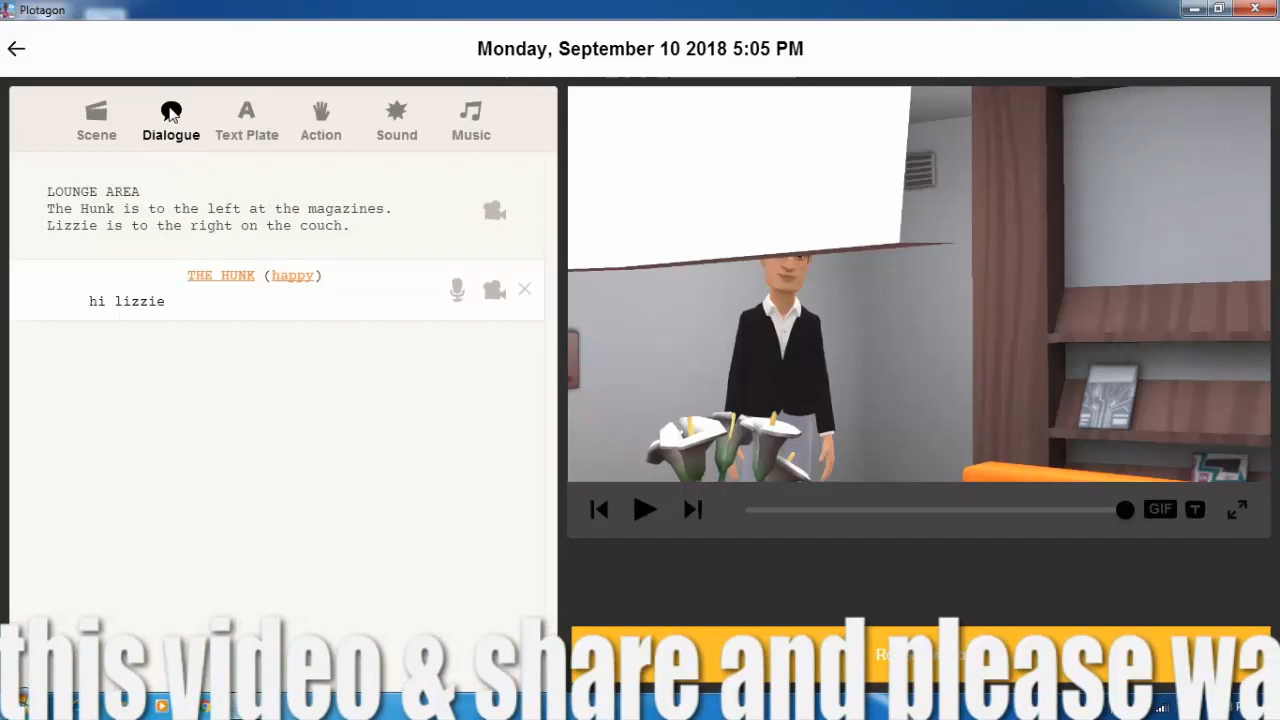 Plotagon
Monday, September 10 2018 5:05 PM
Scene
Dialogue
Text Plate
Action
Sound
Music
LOUNGE AREA
The Hunk is to the left at the magazines.
Lizzie is to the right on the couch.
THE HUNK (happy)
hi lizzie
GIF
T
this video & share and please wa